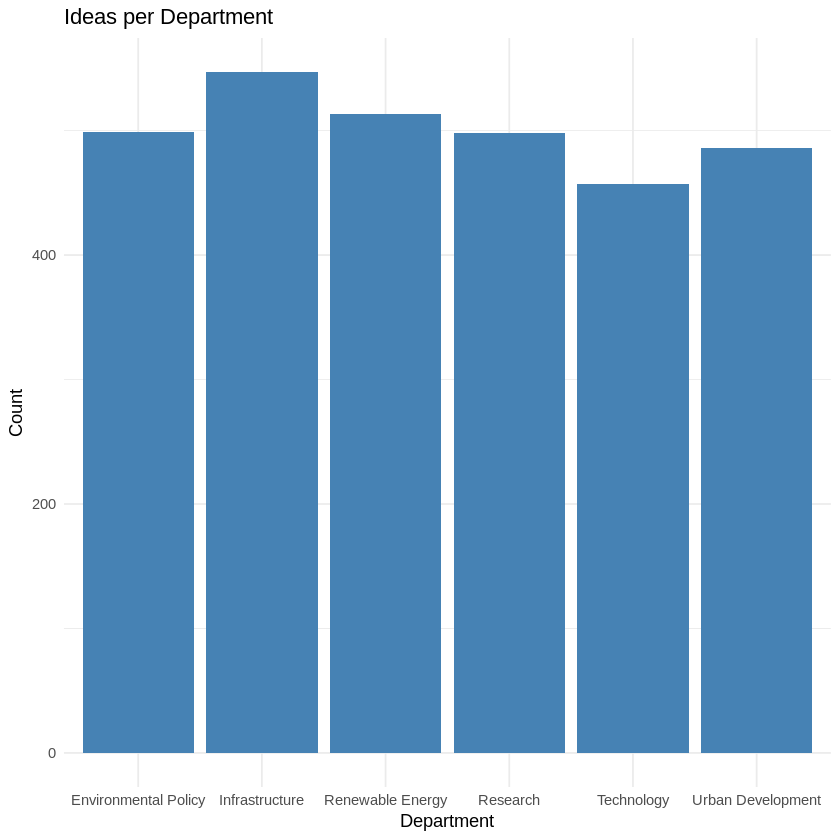 Ideas per Department
Count
400
200
0
Environmental Policy Infrastructure Renewable Energy Research Technology Urban Development
Department